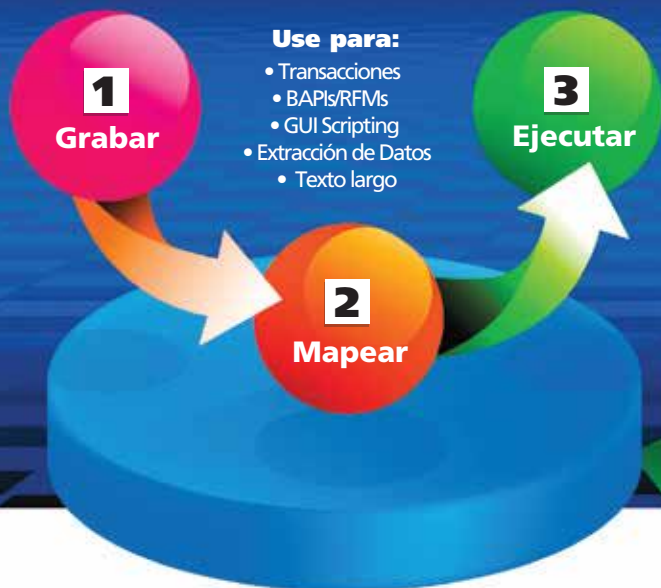 1
Grabar
Use para:
• Transacciones
• BAPIs/RFMs
• GUI Scripting
• Extracción de Datos
• Texto largo
3
Ejecutar
2
Mapear